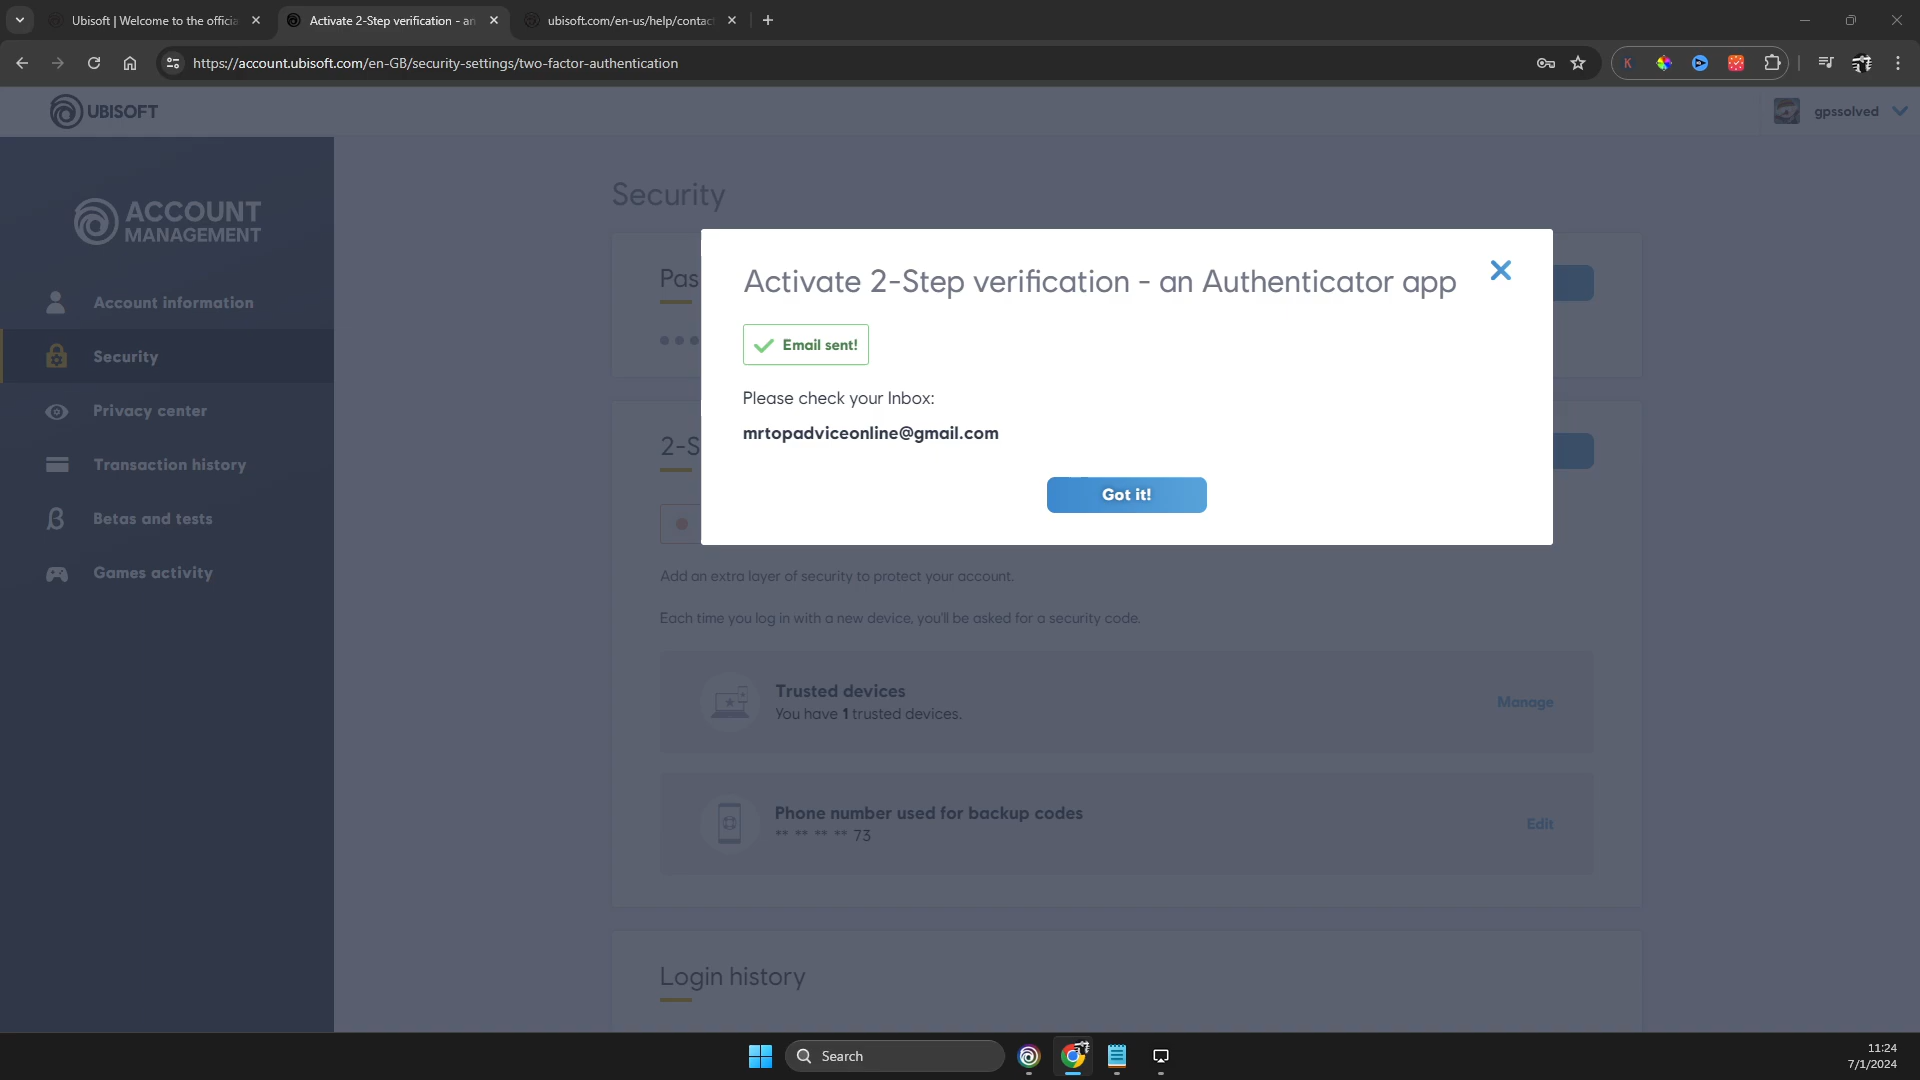 Ubisoft | Welcome to the officia
Activate 2-Step verification - an
ubisoft.com/en-us/help/contac
https://account.ubisoft.com/en-GB/security-settings/two-factor-authentication
K
UBISOFT
gpssolved
ACCOUNT
MANAGEMENT
Account information
Security
Privacy center
Transaction history
Betas and tests
Games activity
Security
Pas
Activate 2-Step verification - an Authenticator app
Email sent!
Please check your Inbox:
mrtopadviceonline@gmail.com
Got it!
2-S
Add an extra layer of security to protect your account.
Each time you log in with a new device, you'll be asked for a security code.
Trusted devices
You have 1 trusted devices.
Manage
Phone number used for backup codes
** ** ** ** 73
Edit
Login history
Search
11:24
7/1/2024